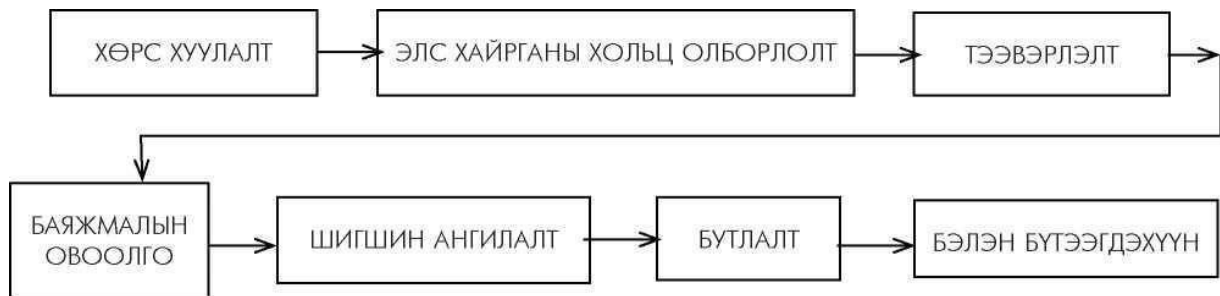 ХӨРС ХУУЛАЛТ
ЭЛС ХАЙРГАНЫ ХОЛЬЦ ОЛБОРЛОЛТ
ТЭЭВЭРЛЭЛТ
БАЯЖМАЛЫН
ОВООЛГО
ШИГШИН АНГИЛАЛТ
БУТЛАЛТ
БЭЛЭН БҮТЭЭГДЭХҮҮН